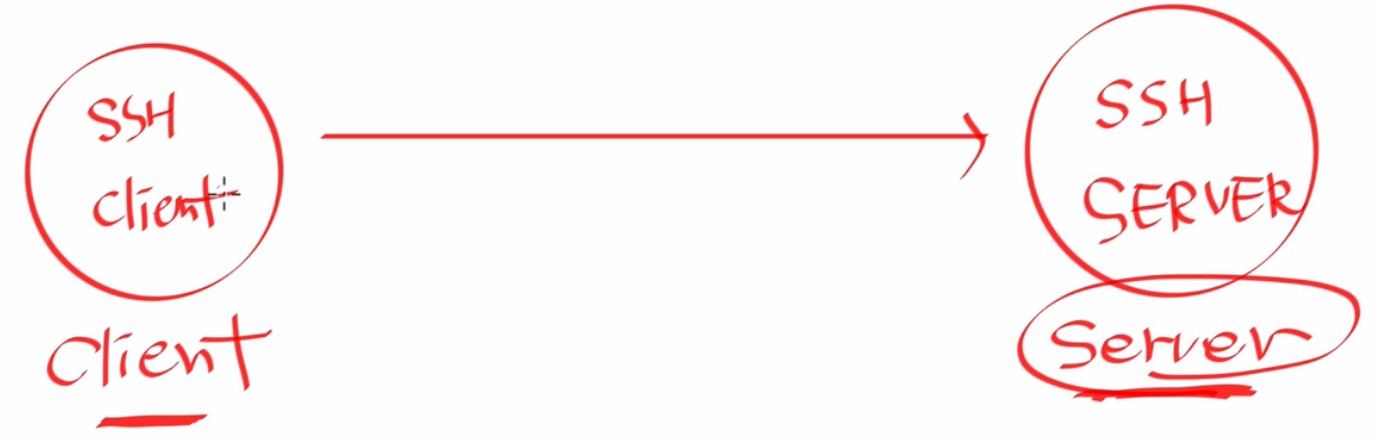 SSH
Client
Client
SSH
SERVER
Server